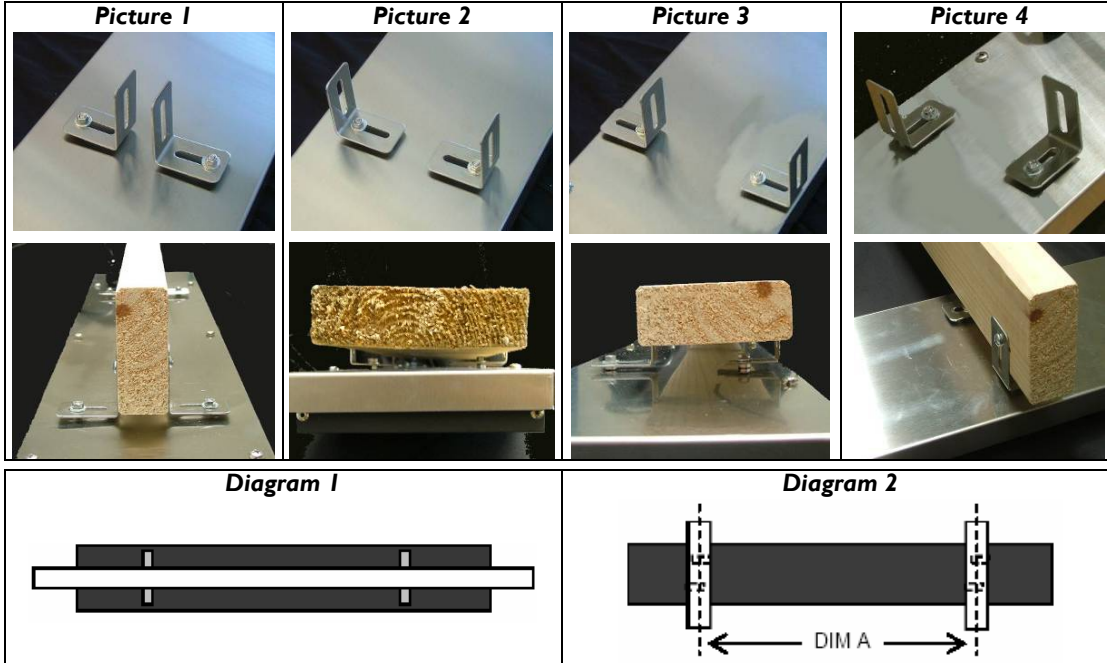 Picture 1
Picture 2
Picture 3
Picture 4
Diagram 1
Diagram 2
DIM A